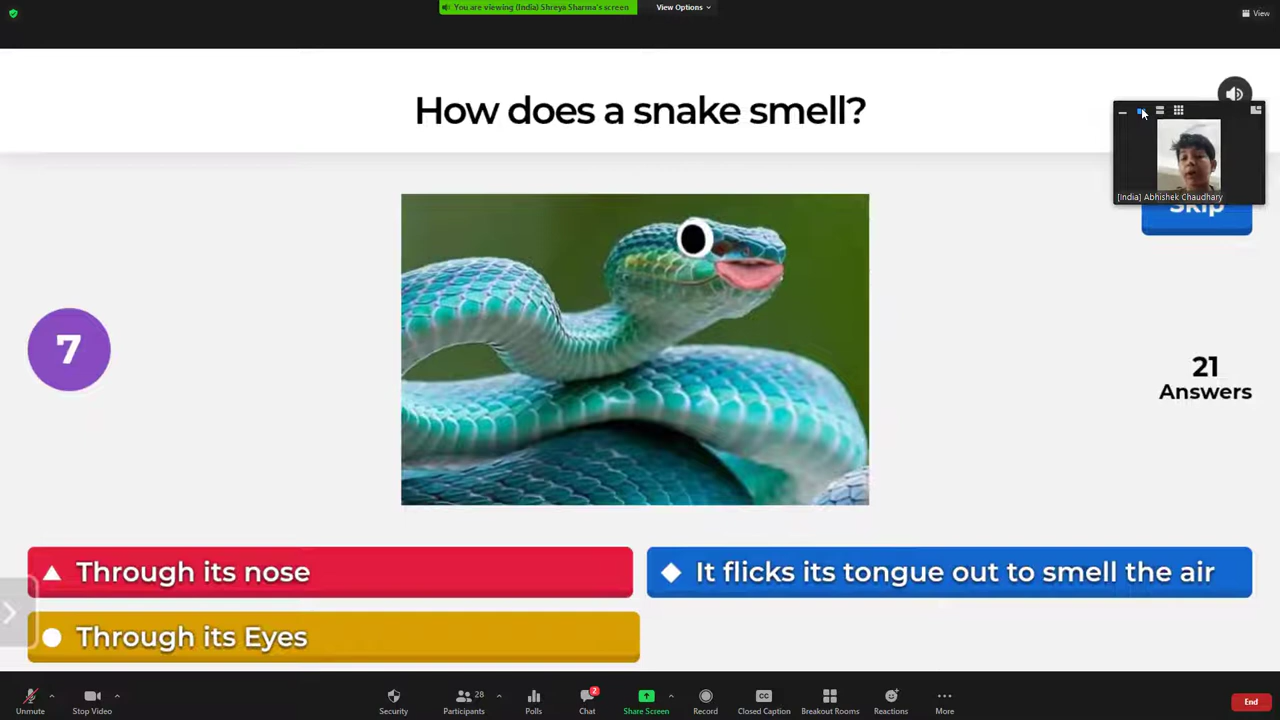 You are viewing (India) Shreya Sharma's screen
View Options
View
How does a snake smell?
[India] Abhishek Chaudhary
Skip
7
21
Answers
Through its nose
It flicks its tongue out to smell the air
Through its Eyes
Unmute
Stop Video
Security
Participants
28
Polls
Chat
2
Share Screen
Record
CC
Closed Caption
Breakout Rooms
Reactions
More
End